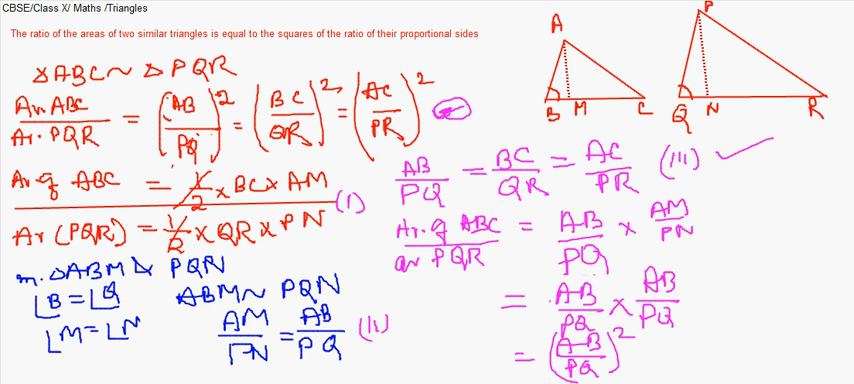 CBSE/Class X/ Maths /Triangles
The ratio of the areas of two similar triangles is equal to the squares of the ratio of their proportional sides
△ABC ~ △PQR
Ar ABC / Ar. PQR = (AB/PQ)² = (BC/QR)² = (AC/PR)²
Ar of ABC = 1/2 × BC × AM
Ar (PQR) = 1/2 × QR × PN (I)
In △ABM △ PQN
∠B = ∠Q ABM ~ PQN
∠M = ∠N AM/PN = AB/PQ (II)
AB/PQ = BC/QR = AC/PR (III)
Ar. of ABC / ar PQR = AB/PQ × AM/PN
= AB/PQ × AB/PQ
= (AB/PQ)²
A
B M C
P
Q N R